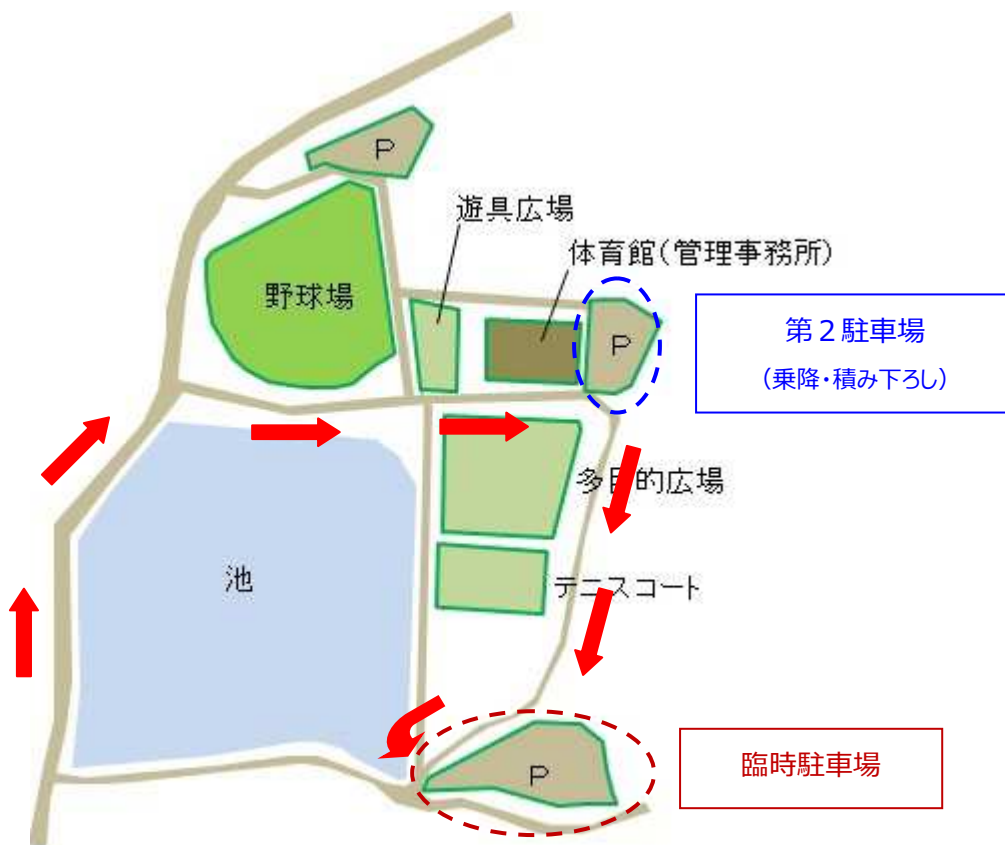 P
遊具広場
体育館(管理事務所)
野球場
P
第２駐車場
(乗降・積み下ろし)
多目的広場
池
テニスコート
P
臨時駐車場